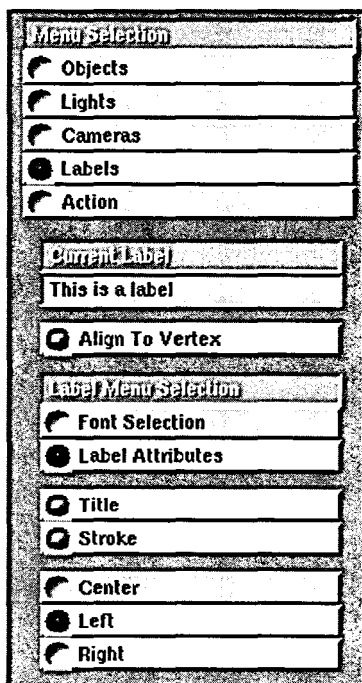 Menu Selection
Objects
Lights
Cameras
Labels
Action
Current Label
This is a label
Align To Vertex
Label Menu Selection
Font Selection
Label Attributes
Title
Stroke
Center
Left
Right